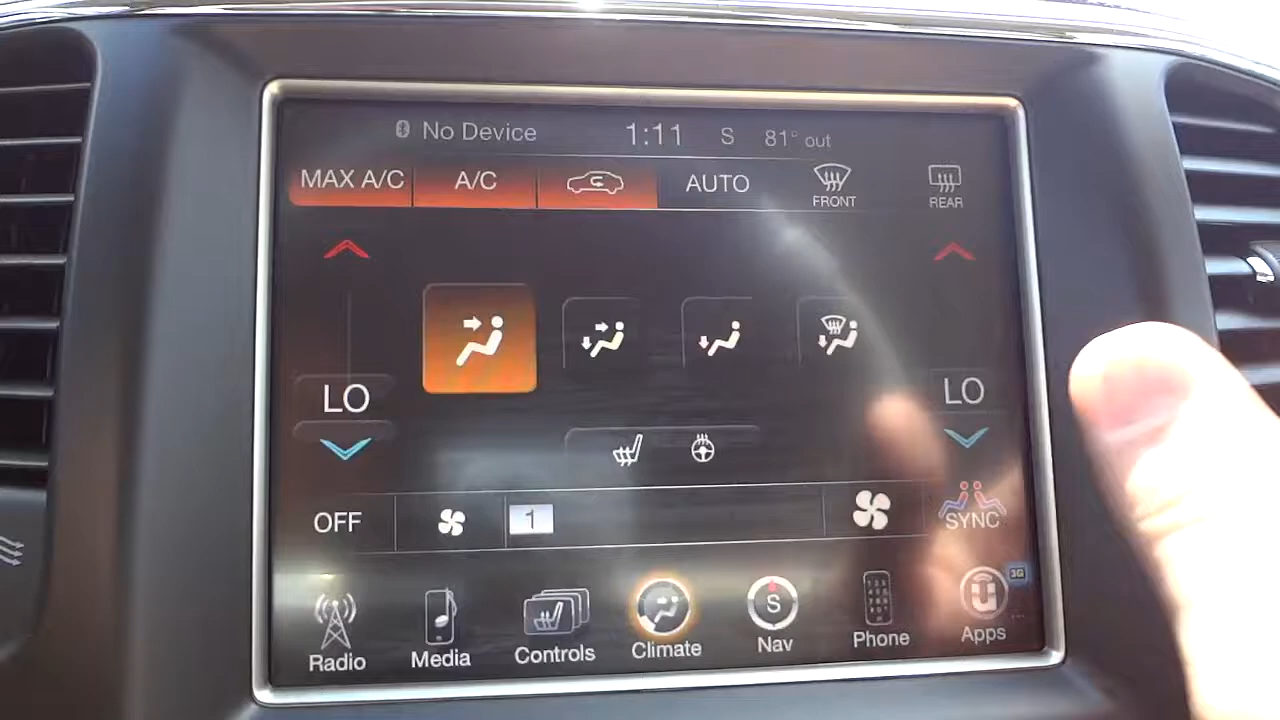 No Device 1:11 S 81° out
MAX A/C A/C AUTO FRONT REAR
LO LO
OFF 1 SYNC
3G
S
Radio Media Controls Climate Nav Phone Apps